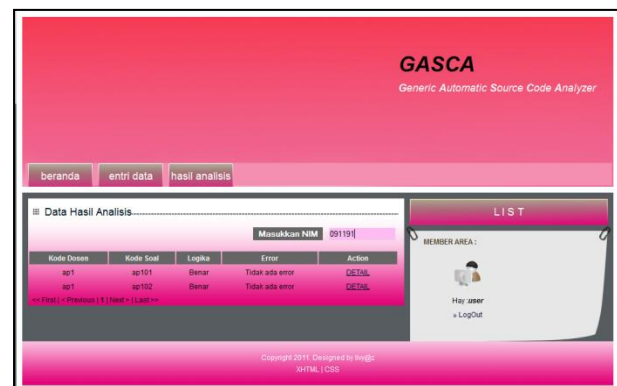 GASCA
Generic Automatic Source Code Analyzer
beranda entri data hasil analisis
Data Hasil Analisis
Masukkan NIM 091191
Kode Dosen Kode Soal Logika Error Action
ap1 ap101 Benar Tidak ada error DETAIL
ap1 ap102 Benar Tidak ada error DETAIL
<< First | < Previous | 1 | Next > | Last >>
LIST
MEMBER AREA :
Hay :user
» LogOut
Copyright 2011. Designed by
XHTML | CSS